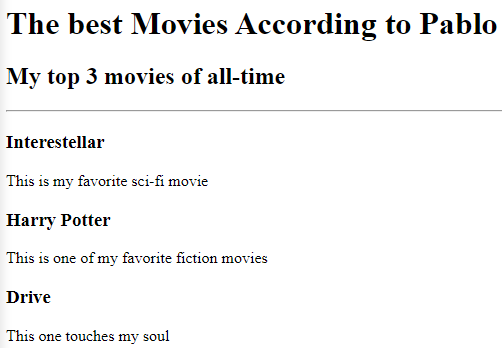 The best Movies According to Pablo
My top 3 movies of all-time
Interestellar
This is my favorite sci-fi movie
Harry Potter
This is one of my favorite fiction movies
Drive
This one touches my soul